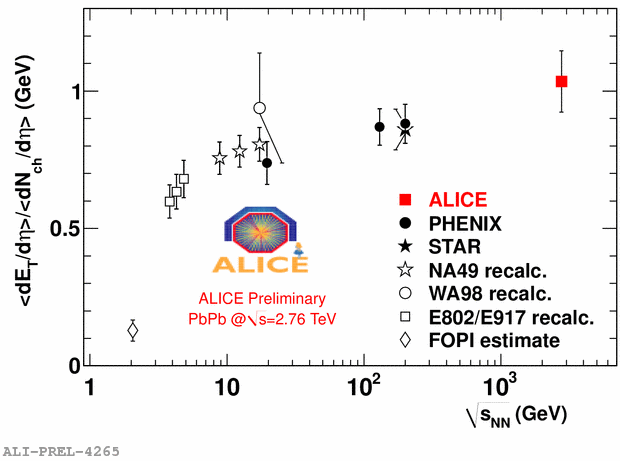 <dE_T/dη>/<dN_ch/dη> (GeV)
1
0.5
0
ALICE
PHENIX
STAR
NA49 recalc.
WA98 recalc.
E802/E917 recalc.
FOPI estimate
ALICE
ALICE Preliminary
PbPb @√s=2.76 TeV
1 10 10² 10³
√s_NN (GeV)
ALI-PREL-4265